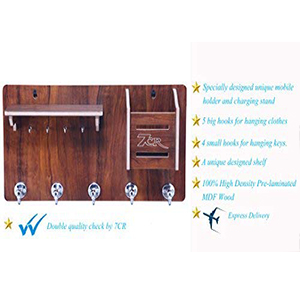 Specially designed unique mobile
holder and charging stand
5 big hooks for hanging clothes
4 small hooks for hanging keys.
A unique designed shelf
100% High Density Pre-laminated
MDF Wood
Express Delivery
7CR
Double quality check by 7CR